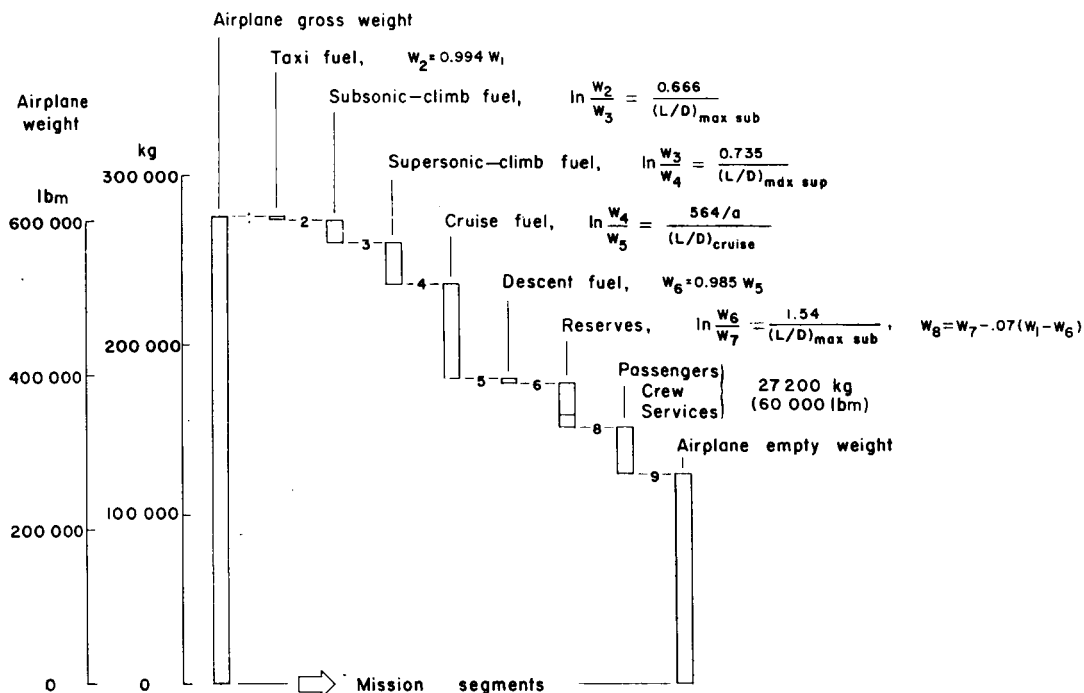 Airplane gross weight
Taxi fuel, W2=0.994 W1
Airplane weight
Subsonic-climb fuel, ln W2/W3 = 0.666/(L/D)max sub
kg
Supersonic-climb fuel, ln W3/W4 = 0.735/(L/D)max sup
300 000
lbm
600 000
Cruise fuel, ln W4/W5 = 564/a/(L/D)cruise
2
3
4
Descent fuel, W6=0.985 W5
Reserves, ln W6/W7 = 1.54/(L/D)max sub, W8=W7-.07(W1-W6)
200 000
400 000
5
6
Passengers
Crew
Services
27 200 kg
(60 000 lbm)
8
Airplane empty weight
9
100 000
200 000
0
0
Mission segments